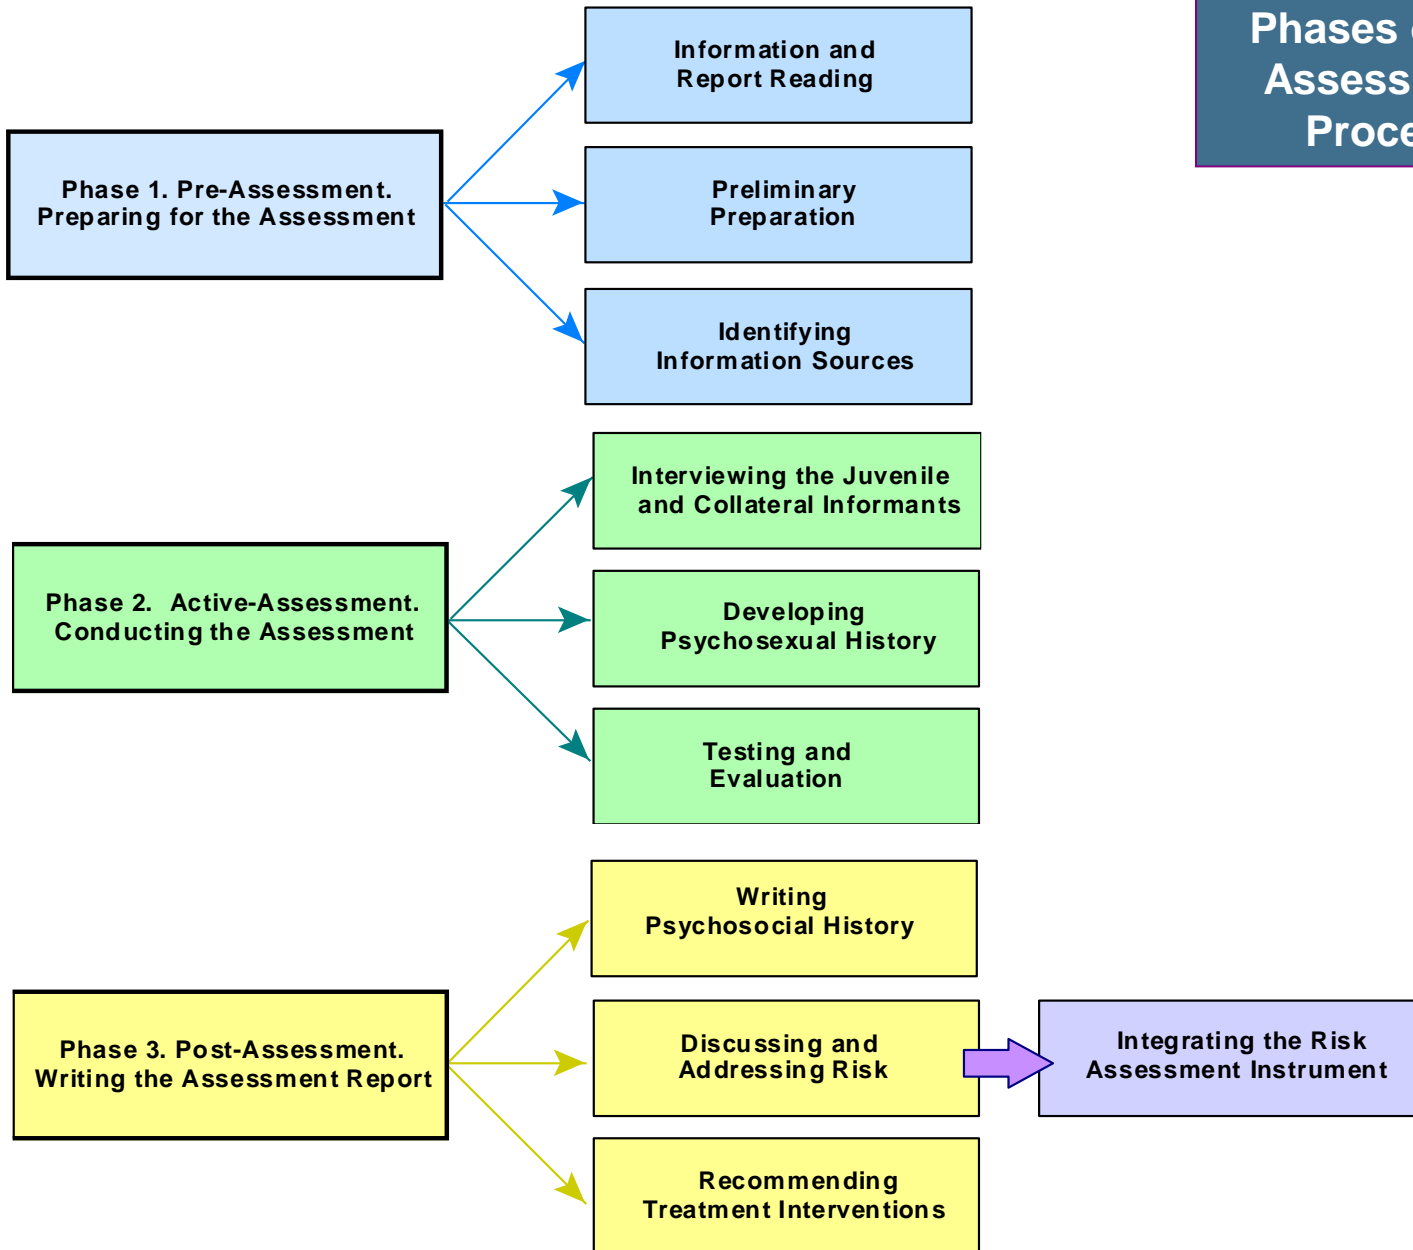 Phases
Assess
Proce
Information and
Report Reading
Phase 1. Pre-Assessment.
Preparing for the Assessment
Preliminary
Preparation
Identifying
Information Sources
Interviewing the Juvenile
and Collateral Informants
Phase 2. Active-Assessment.
Conducting the Assessment
Developing
Psychosexual History
Testing and
Evaluation
Writing
Psychosocial History
Phase 3. Post-Assessment.
Writing the Assessment Report
Discussing and
Addressing Risk
Integrating the Risk
Assessment Instrument
Recommending
Treatment Interventions